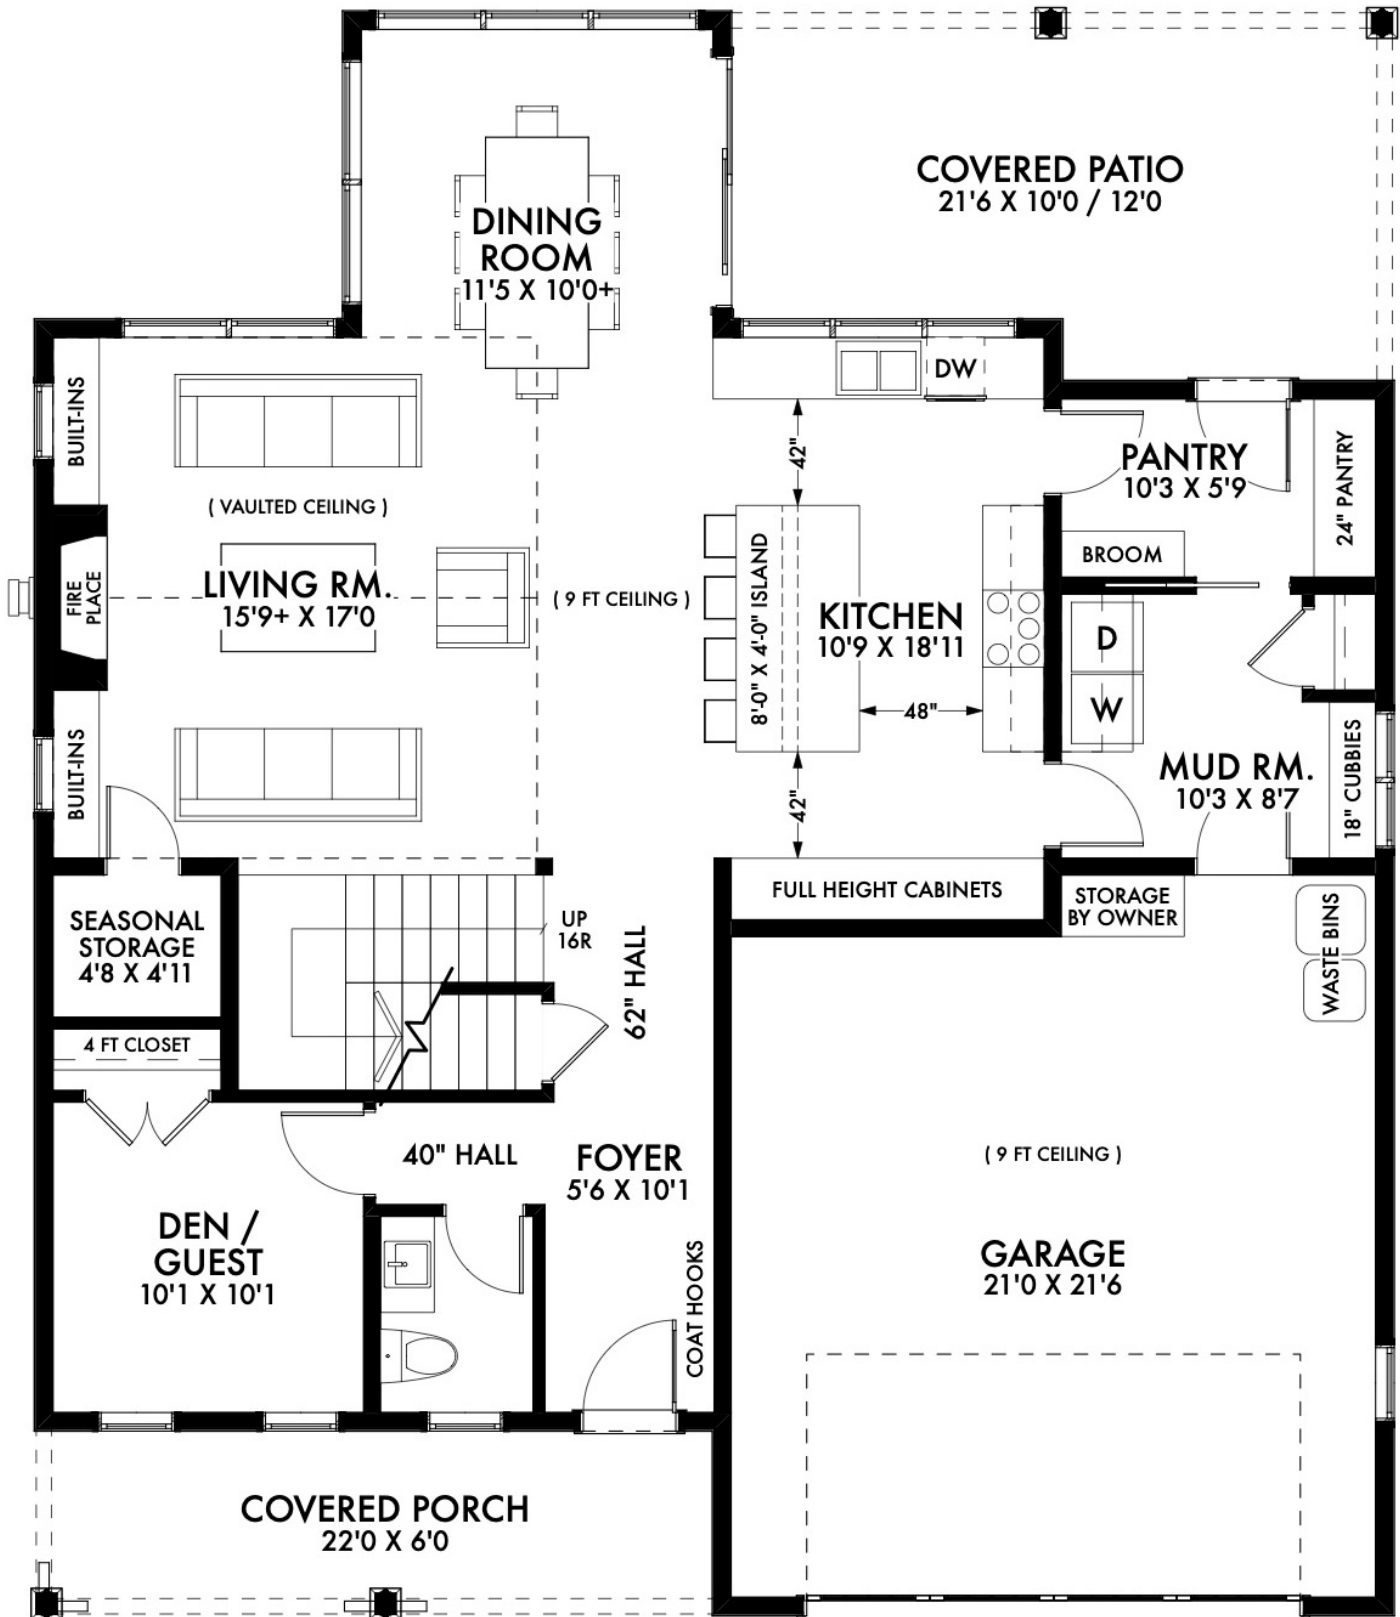 COVERED PATIO
21'6 X 10'0 / 12'0
DINING
ROOM
11'5 X 10'0+
DW
BUILT-INS
42"
PANTRY
10'3 X 5'9
24" PANTRY
( VAULTED CEILING )
BROOM
FIRE
PLACE
LIVING RM.
15'9+ X 17'0
( 9 FT CEILING )
8'-0" X 4'-0" ISLAND
KITCHEN
10'9 X 18'11
D
W
48"
BUILT-INS
42"
MUD RM.
10'3 X 8'7
18" CUBBIES
FULL HEIGHT CABINETS
STORAGE
BY OWNER
WASTE BINS
SEASONAL
STORAGE
4'8 X 4'11
UP
16R
62" HALL
4 FT CLOSET
40" HALL
FOYER
5'6 X 10'1
( 9 FT CEILING )
DEN /
GUEST
10'1 X 10'1
COAT HOOKS
GARAGE
21'0 X 21'6
COVERED PORCH
22'0 X 6'0